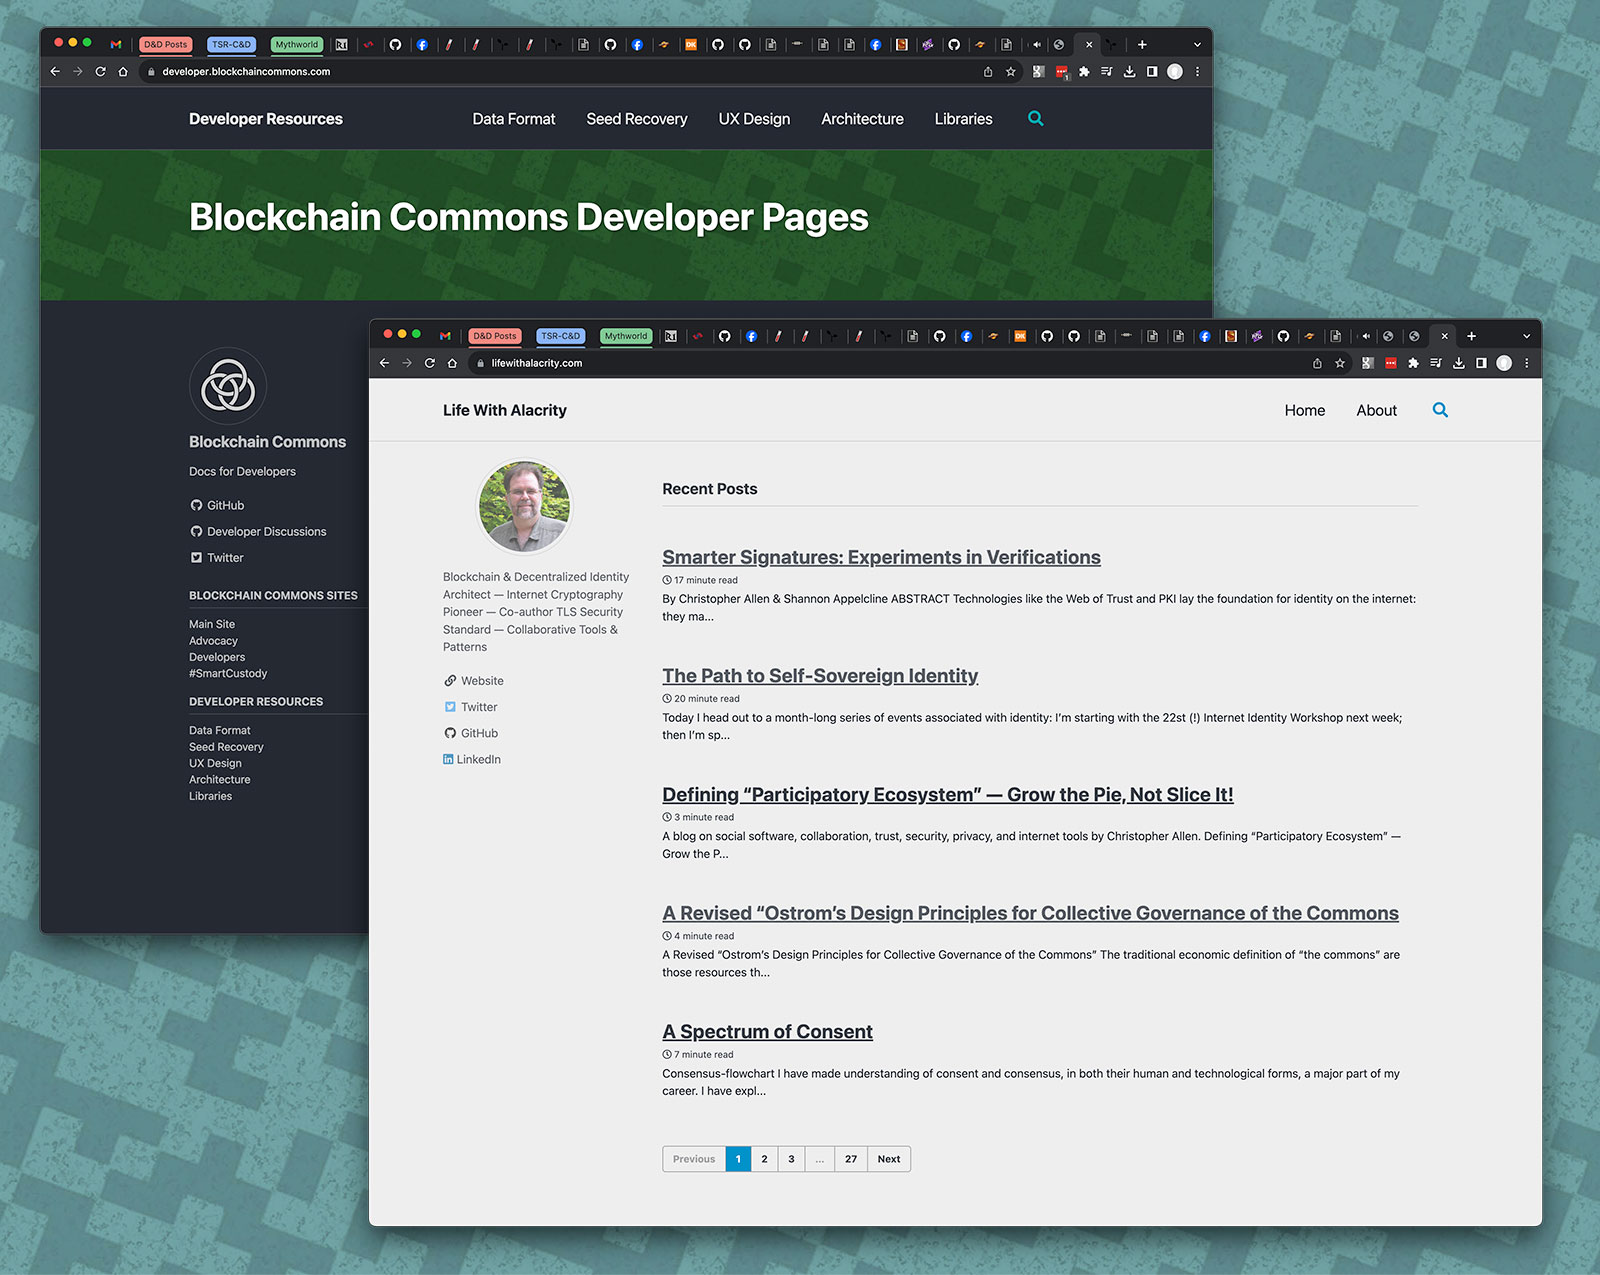 D&D Posts
TSR-C&D
Mythworld
developer.blockchaincommons.com
1
Developer Resources
Data Format
Seed Recovery
UX Design
Architecture
Libraries
Blockchain Commons Developer Pages
Blockchain Commons
Docs for Developers
GitHub
Developer Discussions
Twitter
BLOCKCHAIN COMMONS SITES
Main Site
Advocacy
Developers
#SmartCustody
DEVELOPER RESOURCES
Data Format
Seed Recovery
UX Design
Architecture
Libraries
D&D Posts
TSR-C&D
Mythworld
lifewithalacrity.com
Life With Alacrity
Home
About
Blockchain & Decentralized Identity
Architect — Internet Cryptography
Pioneer — Co-author TLS Security
Standard — Collaborative Tools &
Patterns
Website
Twitter
GitHub
LinkedIn
Recent Posts
Smarter Signatures: Experiments in Verifications
17 minute read
By Christopher Allen & Shannon Appelcline ABSTRACT Technologies like the Web of Trust and PKI lay the foundation for identity on the internet:
they ma...
The Path to Self-Sovereign Identity
20 minute read
Today I head out to a month-long series of events associated with identity: I’m starting with the 22st (!) Internet Identity Workshop next week;
then I’m sp...
Defining “Participatory Ecosystem” — Grow the Pie, Not Slice It!
3 minute read
A blog on social software, collaboration, trust, security, privacy, and internet tools by Christopher Allen. Defining “Participatory Ecosystem” —
Grow the P...
A Revised “Ostrom’s Design Principles for Collective Governance of the Commons
4 minute read
A Revised “Ostrom’s Design Principles for Collective Governance of the Commons” The traditional economic definition of “the commons” are
those resources th...
A Spectrum of Consent
7 minute read
Consensus-flowchart I have made understanding of consent and consensus, in both their human and technological forms, a major part of my
career. I have expl...
Previous 1 2 3 ... 27 Next